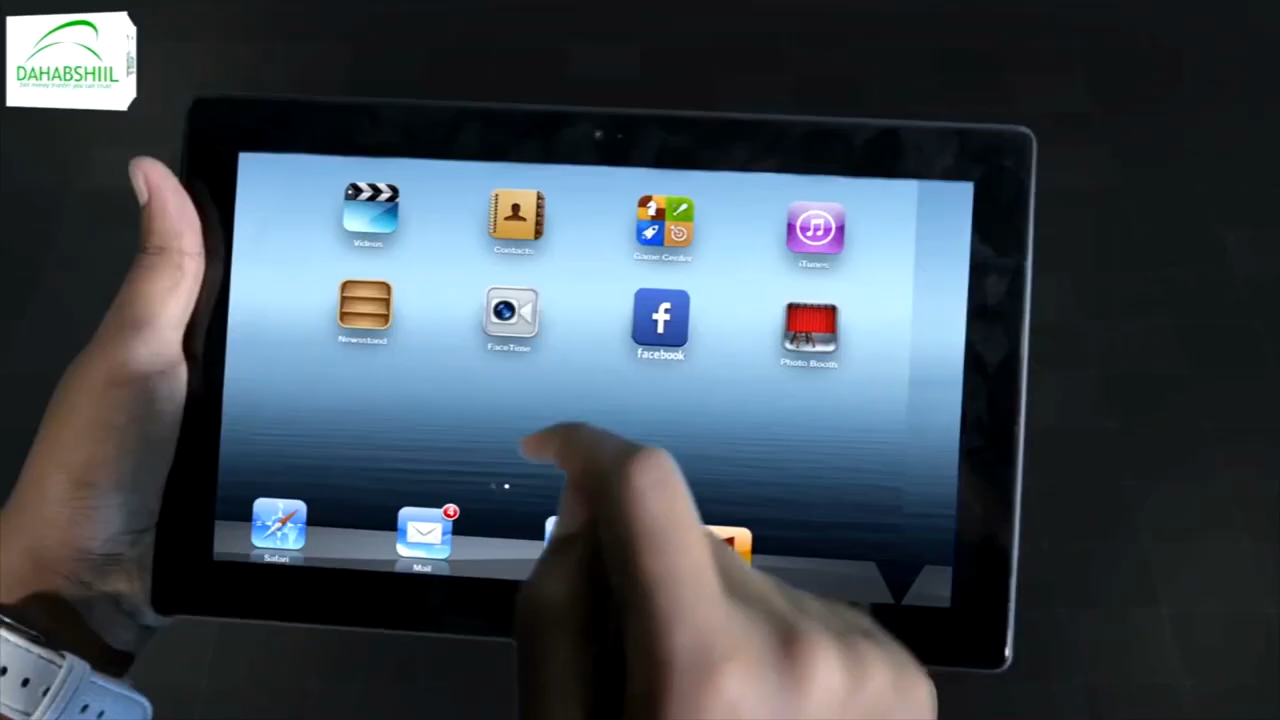 DAHABSHIIL
Videos
Contacts
Game Center
iTunes
Newsstand
FaceTime
facebook
Photo Booth
4
Safari
Mail